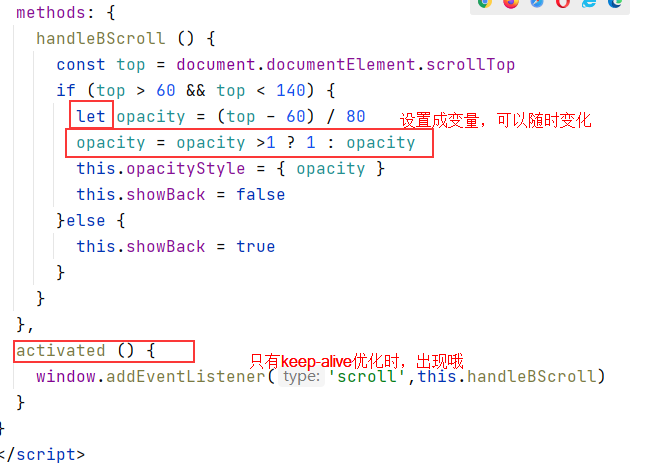 methods: {
handleBScroll () {
const top = document.documentElement.scrollTop
if (top > 60 && top < 140) {
let opacity = (top - 60) / 80 设置成变量，可以随时变化
opacity = opacity >1 ? 1 : opacity
this.opacityStyle = { opacity }
this.showBack = false
}else {
this.showBack = true
}
}
},
activated () {
只有keep-alive优化时，出现哦
window.addEventListener( type: 'scroll',this.handleBScroll)
}
}
</script>